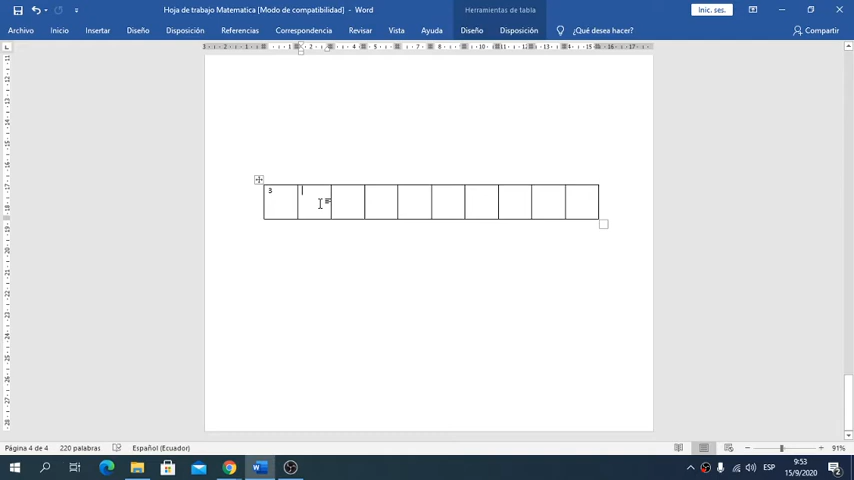 Hoja de trabajo Matematica [Modo de compatibilidad] - Word
Herramientas de tabla
Inic. ses.
Archivo Inicio Insertar Diseño Disposición Referencias Correspondencia Revisar Vista Ayuda Diseño Disposición ¿Qué desea hacer? Compartir
3
Página 4 de 4 220 palabras Español (Ecuador) 91%
ESP 9:53
15/9/2020
2